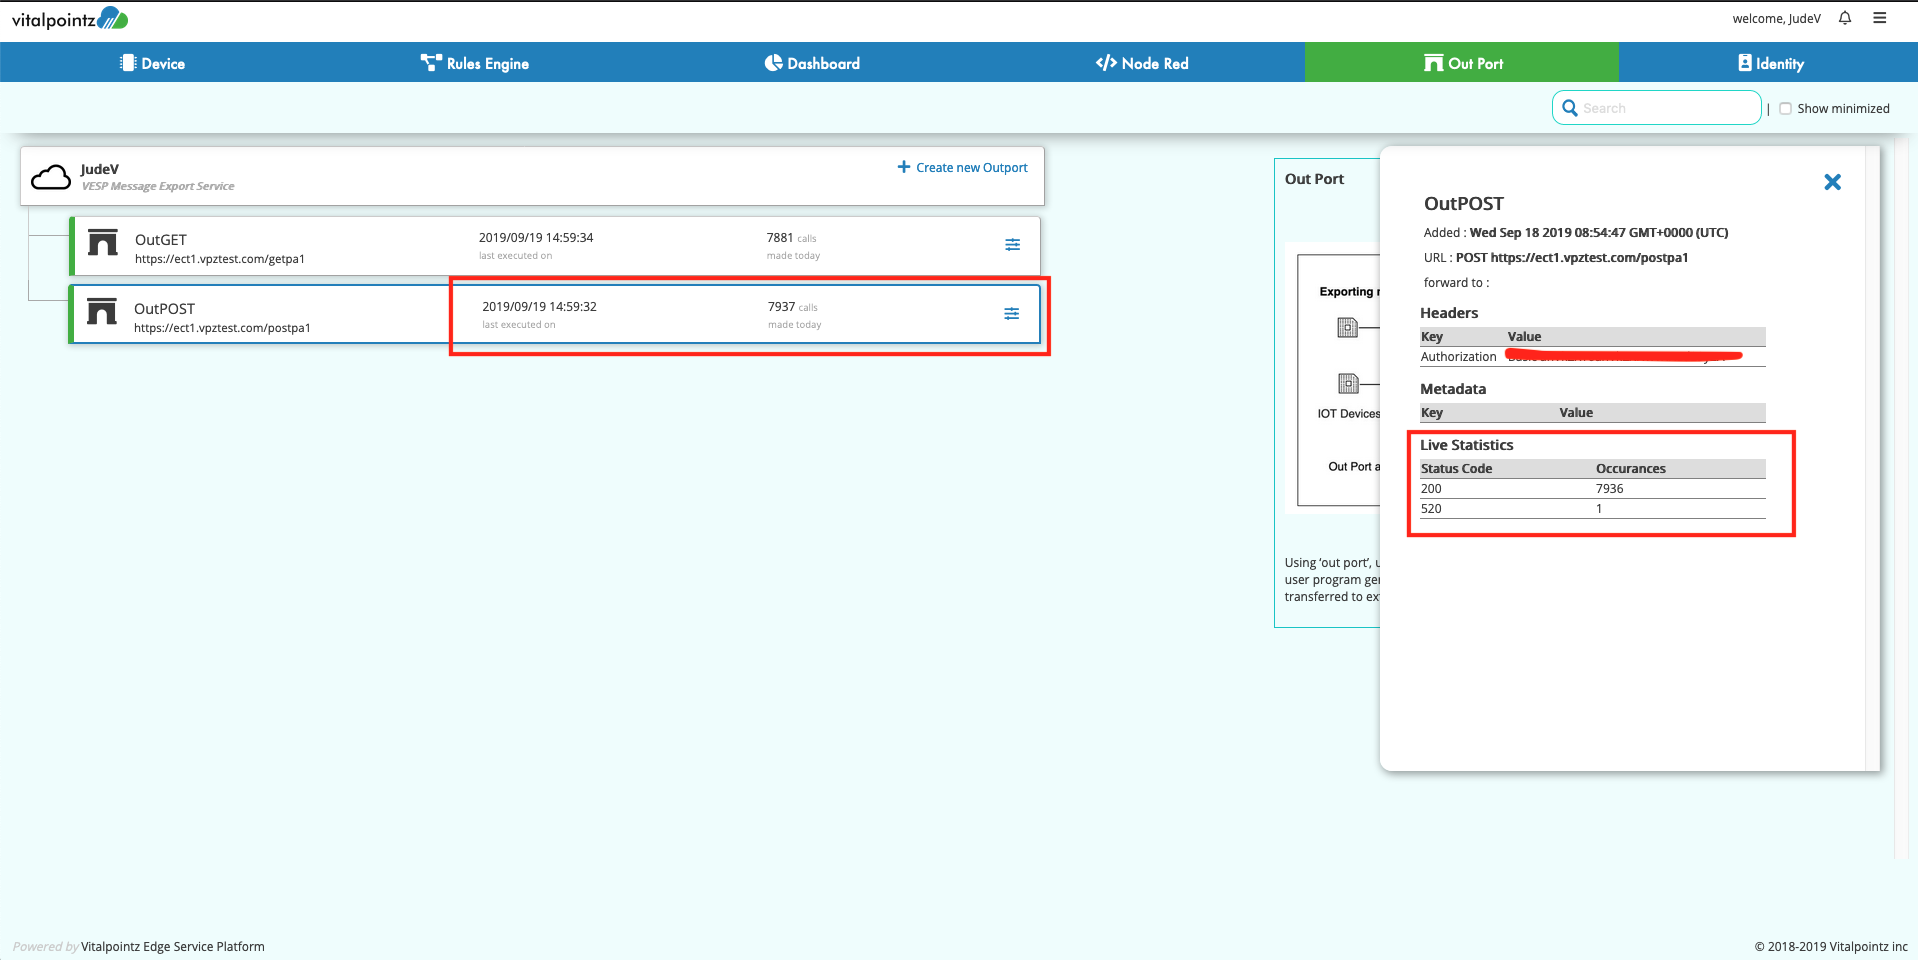 vitalpointz
welcome, JudeV
Device
Rules Engine
Dashboard
Node Red
Out Port
Identity
Search
| Show minimized
JudeV
VESP Message Export Service
Create new Outport
OutGET
https://ect1.vpztest.com/getpa1
2019/09/19 14:59:34
last executed on
7881 calls
made today
OutPOST
https://ect1.vpztest.com/postpa1
2019/09/19 14:59:32
last executed on
7937 calls
made today
Out Port
Exporting
IOT Devices
Out Port a
Using ‘out port’, u
user program ge
transferred to ex
OutPOST
Added : Wed Sep 18 2019 08:54:47 GMT+0000 (UTC)
URL : POST https://ect1.vpztest.com/postpa1
forward to :
Headers
Key Value
Authorization
Metadata
Key Value
Live Statistics
Status Code Occurances
200 7936
520 1
Powered by Vitalpointz Edge Service Platform
© 2018-2019 Vitalpointz inc